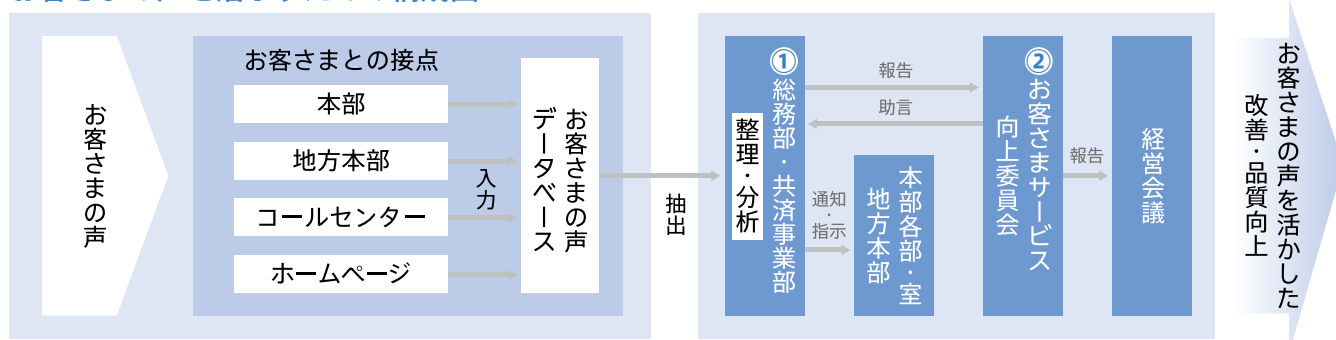 お客さまの声
お客さまとの接点
本部
地方本部
コールセンター
ホームページ
入力
お客さまの声
データベース
抽出
①総務部・共済事業部
整理・分析
報告
助言
通知・指示
本部各部・室
地方本部
②お客さまサービス
向上委員会
報告
経営会議
お客さまの声を活かした
改善・品質向上